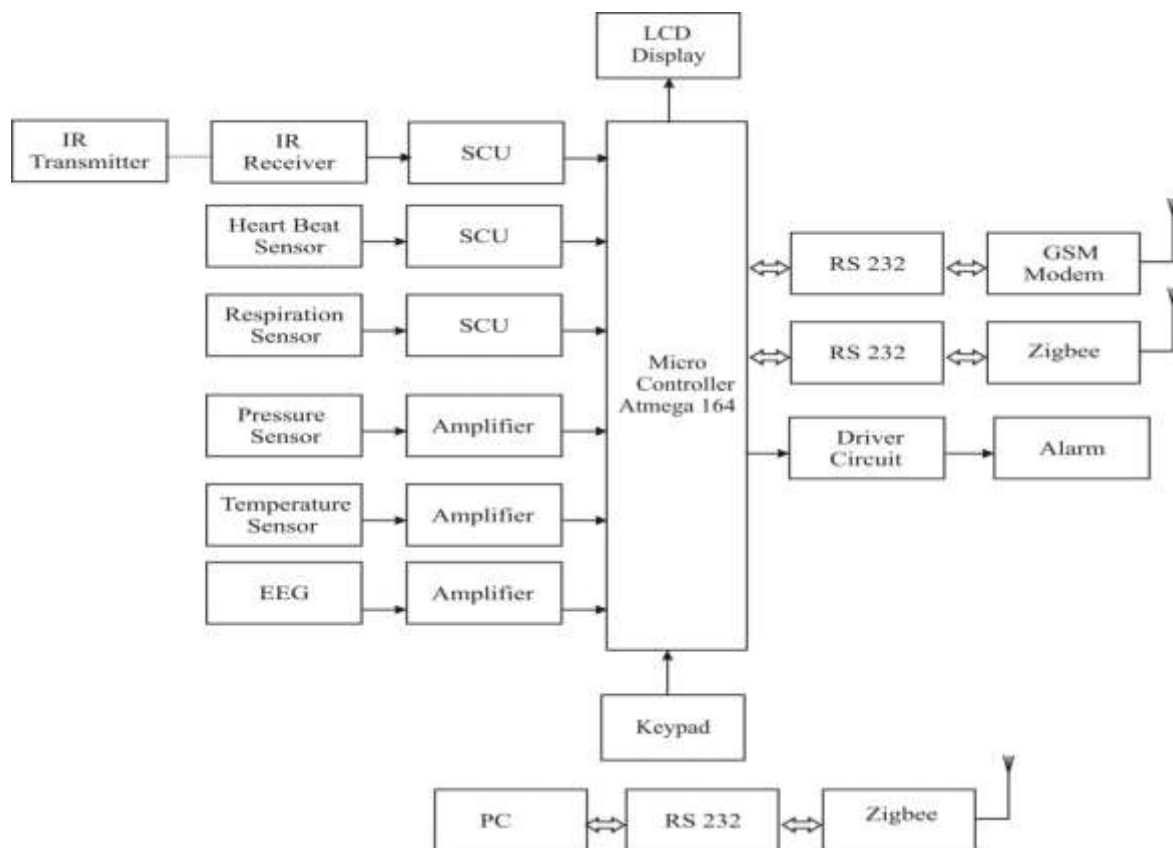 LCD
Display
IR
Transmitter
IR
Receiver
SCU
Heart Beat
Sensor
SCU
Respiration
Sensor
SCU
Pressure
Sensor
Amplifier
Temperature
Sensor
Amplifier
EEG
Amplifier
Micro
Controller
Atmega 164
RS 232
GSM
Modem
RS 232
Zigbee
Driver
Circuit
Alarm
Keypad
PC
RS 232
Zigbee